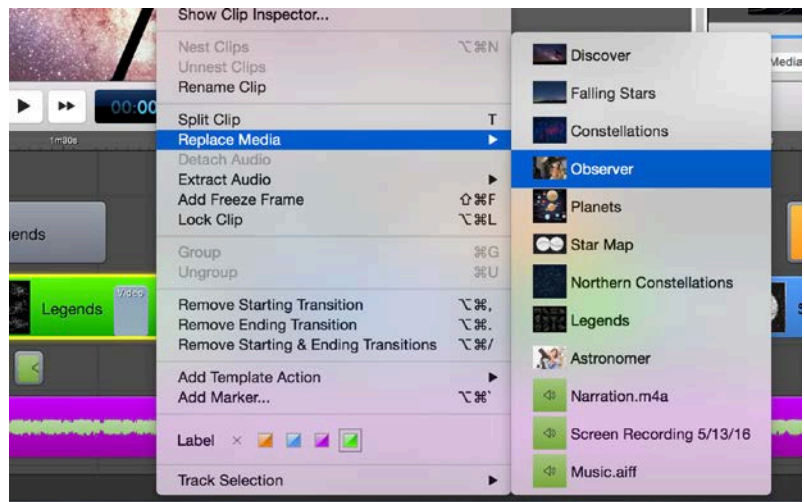 Show Clip Inspector...
Nest Clips ⌥⌘N
Unnest Clips
Rename Clip
Split Clip T
Replace Media ▶
Detach Audio
Extract Audio ▶
Add Freeze Frame ⇧⌘F
Lock Clip ⌥⌘L
Group ⌘G
Ungroup ⌘U
Remove Starting Transition ⌥⌘,
Remove Ending Transition ⌥⌘.
Remove Starting & Ending Transitions ⌥⌘/
Add Template Action ▶
Add Marker... ⌥⌘`
Label ×
Track Selection ▶
Discover
Falling Stars
Constellations
Observer
Planets
Star Map
Northern Constellations
Legends
Astronomer
Narration.m4a
Screen Recording 5/13/16
Music.aiff
00:00
1m30s
ends
Legends
Video
Media